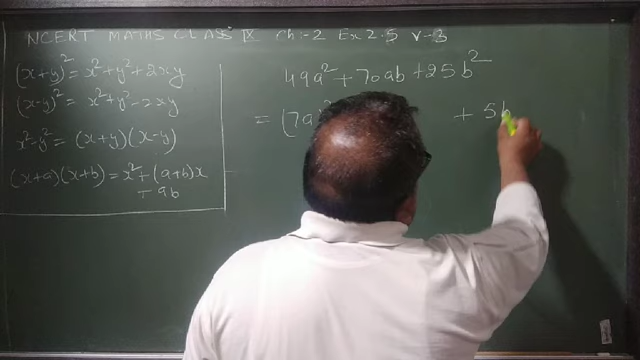 NCERT MATHS CLASS IX Ch:-2 Ex 2.5 V-3
(x+y)² = x²+y²+2xy
(x-y)² = x²+y²-2xy
x²-y² = (x+y)(x-y)
(x+a)(x+b) = x²+(a+b)x
+ab
49a²+70ab+25b²
= (7a)² + 5b